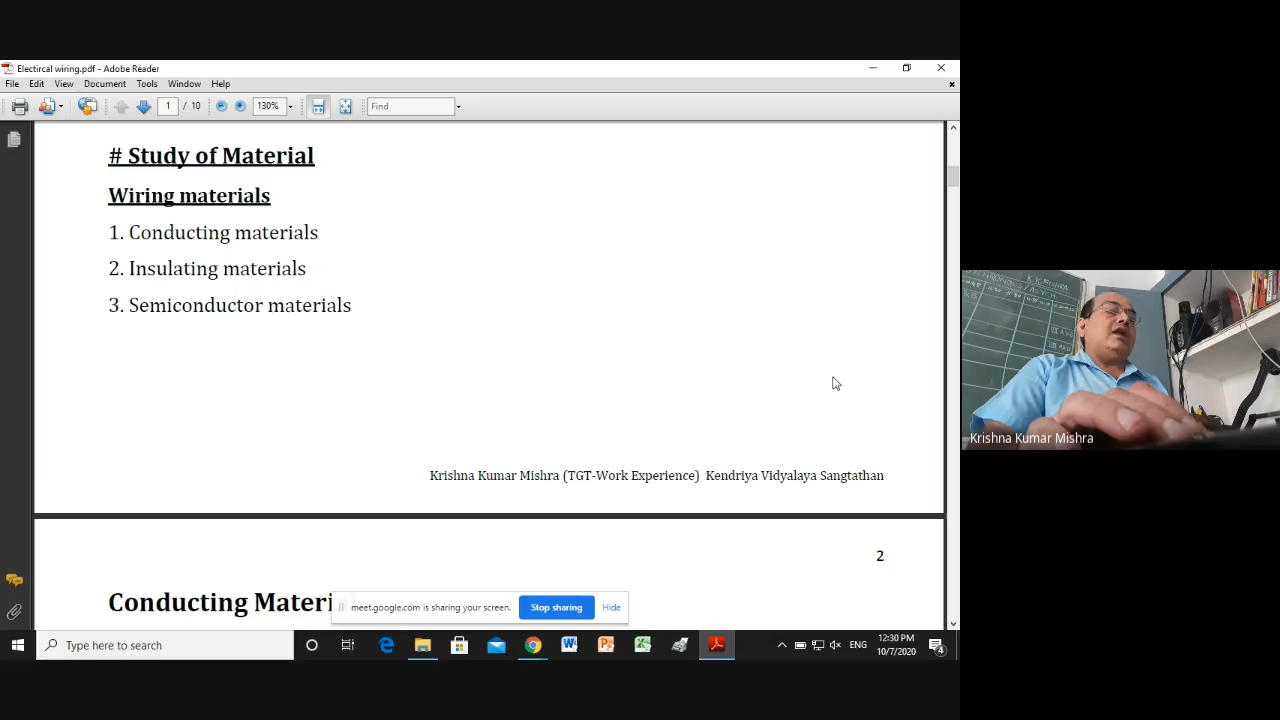 Electircal wiring.pdf - Adobe Reader
File Edit View Document Tools Window Help
1 / 10 130% Find
# Study of Material
Wiring materials
1. Conducting materials
2. Insulating materials
3. Semiconductor materials
Krishna Kumar Mishra (TGT-Work Experience) Kendriya Vidyalaya Sangtathan
2
Conducting Materi
meet.google.com is sharing your screen. Stop sharing Hide
Type here to search
ENG
12:30 PM
10/7/2020
4
K.K.MISHRA
Krishna Kumar Mishra